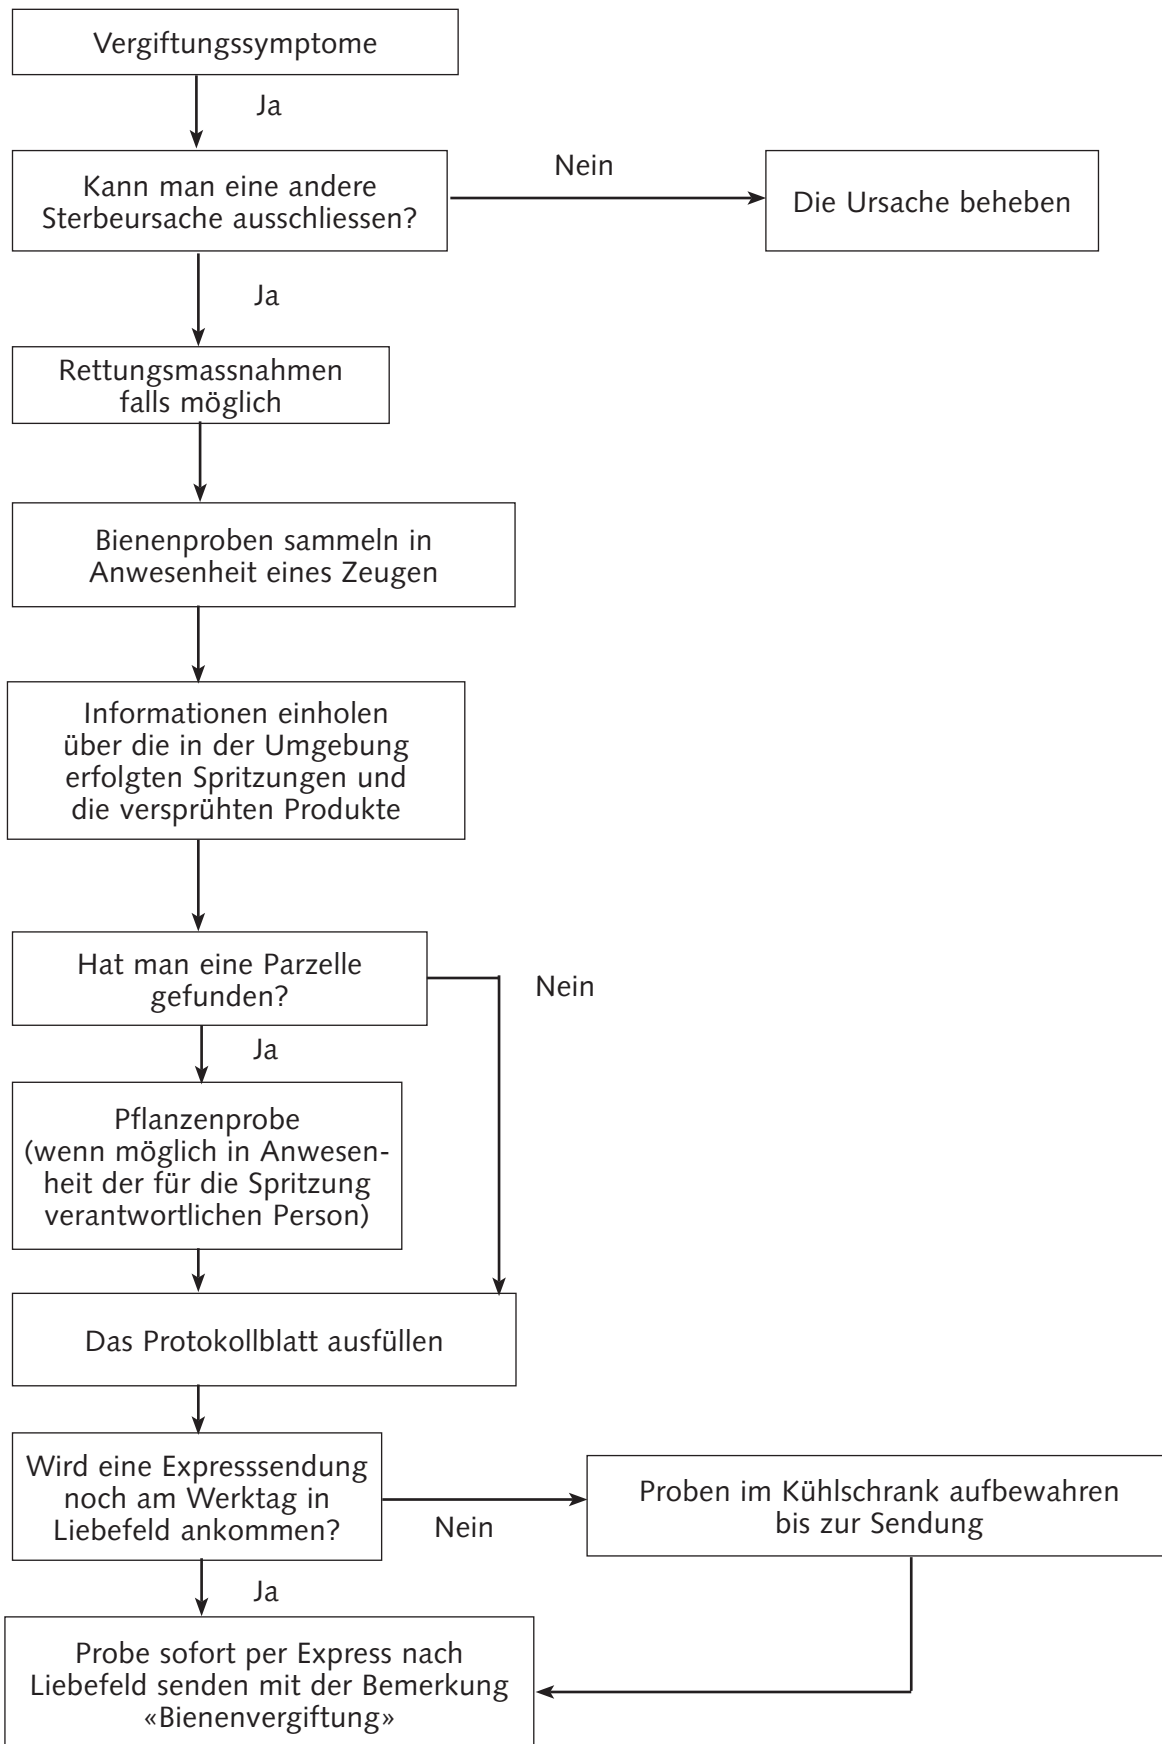 Vergiftungssymptome
Ja
Kann man eine andere
Sterbeursache ausschliessen?
Nein
Die Ursache beheben
Ja
Rettungsmassnahmen
falls möglich
Bienenproben sammeln in
Anwesenheit eines Zeugen
Informationen einholen
über die in der Umgebung
erfolgten Spritzungen und
die versprühten Produkte
Hat man eine Parzelle
gefunden?
Nein
Ja
Pflanzenprobe
(wenn möglich in Anwesen-
heit der für die Spritzung
verantwortlichen Person)
Das Protokollblatt ausfüllen
Wird eine Expresssendung
noch am Werktag in
Liebefeld ankommen?
Nein
Proben im Kühlschrank aufbewahren
bis zur Sendung
Ja
Probe sofort per Express nach
Liebefeld senden mit der Bemerkung
«Bienenvergiftung»